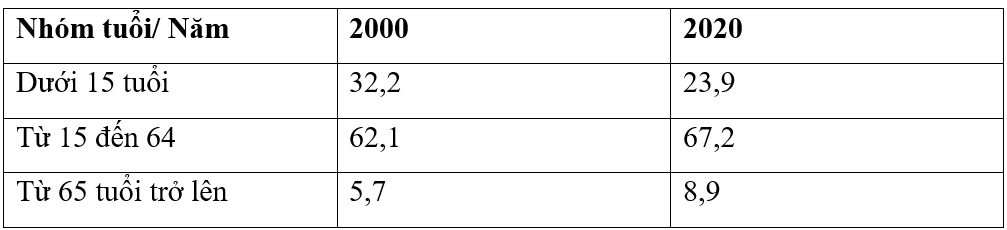 Nhóm tuổi/ Năm 2000 2020
Dưới 15 tuổi 32,2 23,9
Từ 15 đến 64 62,1 67,2
Từ 65 tuổi trở lên 5,7 8,9